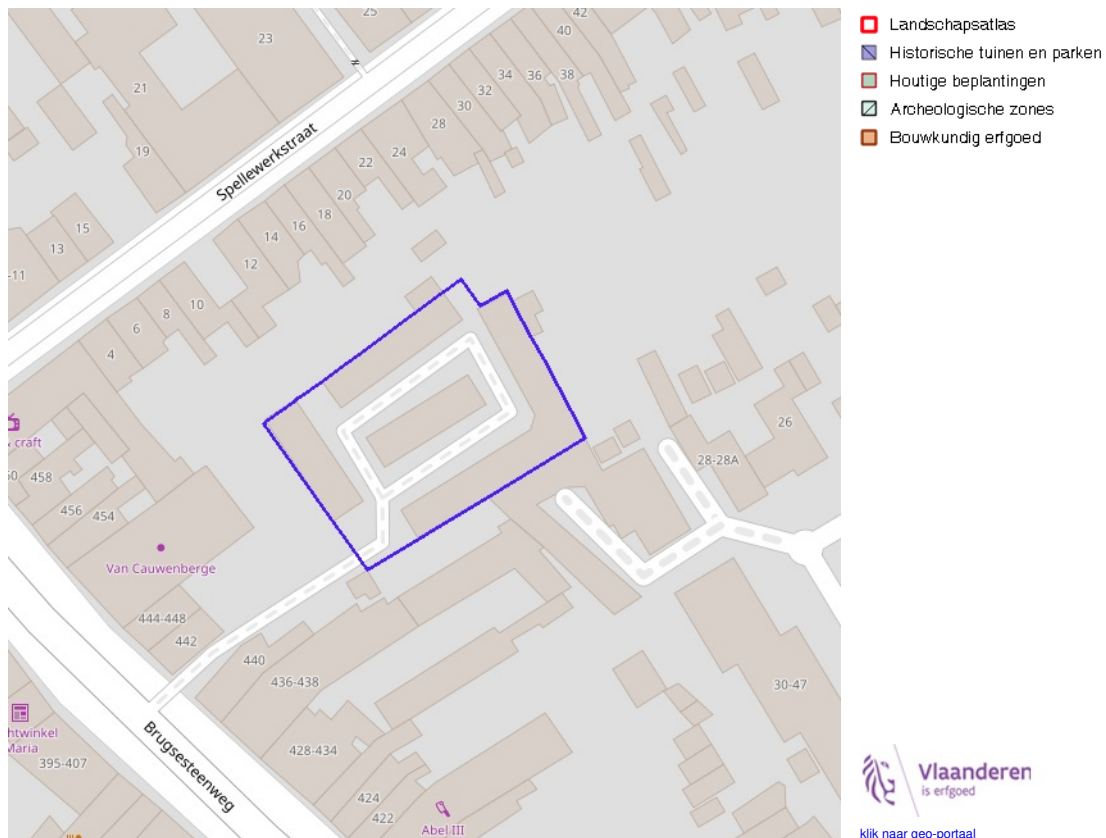 25
42
40
38
36
34
32
30
28
24
22
20
18
16
14
12
10
8
6
4
23
21
19
15
13
-11
Spellewerkstraat
craft
458
456
454
Van Cauwenberge
444-448
442
440
436-438
428-434
424
422
Abel III
395-407
htwinkel
Maria
Brugsesteenweg
26
28-28A
30-47
Landschapsatlas
Historische tuinen en parken
Houtige beplantingen
Archeologische zones
Bouwkundig erfgoed
Vlaanderen
is erfgoed
klik naar geo-portaal